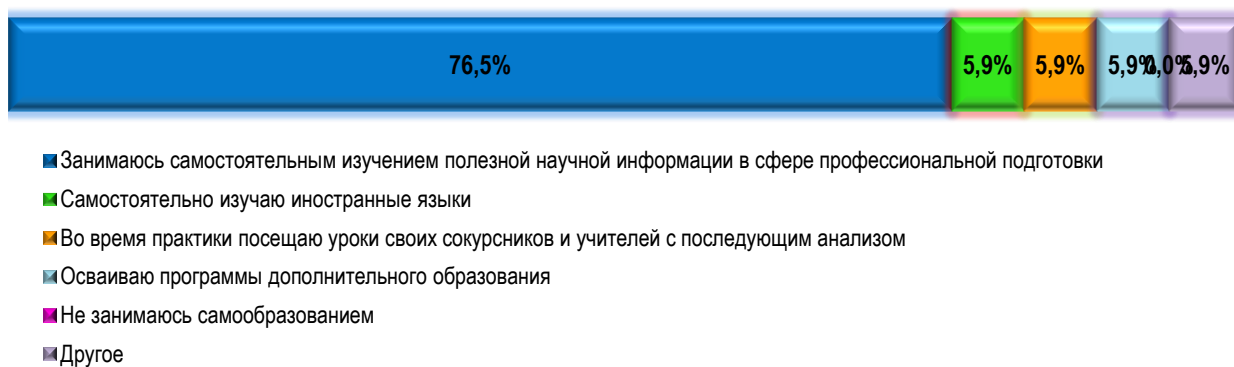 76,5% 5,9% 5,9% 5,9% 0,0% 5,9%
Занимаюсь самостоятельным изучением полезной научной информации в сфере профессиональной подготовки
Самостоятельно изучаю иностранные языки
Во время практики посещаю уроки своих сокурсников и учителей с последующим анализом
Осваиваю программы дополнительного образования
Не занимаюсь самообразованием
Другое